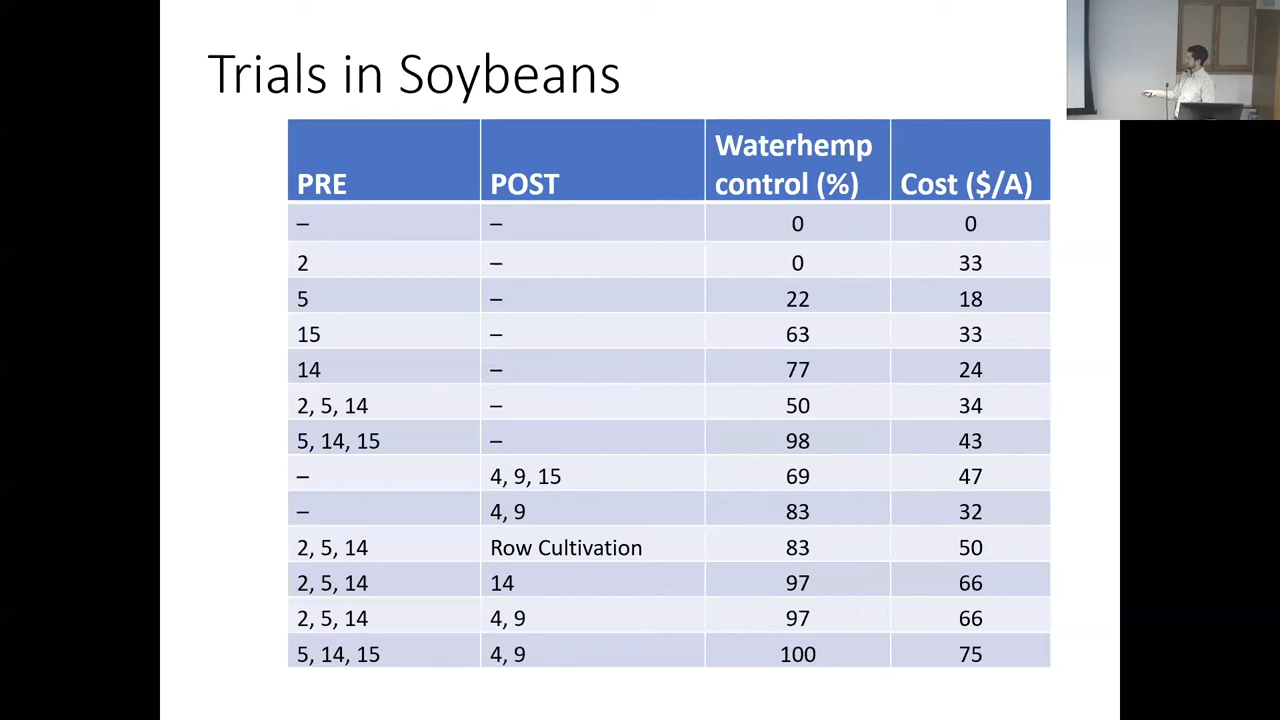 Trials in Soybeans
PRE POST Waterhemp control (%) Cost ($/A)
– – 0 0
2 – 0 33
5 – 22 18
15 – 63 33
14 – 77 24
2, 5, 14 – 50 34
5, 14, 15 – 98 43
– 4, 9, 15 69 47
– 4, 9 83 32
2, 5, 14 Row Cultivation 83 50
2, 5, 14 14 97 66
2, 5, 14 4, 9 97 66
5, 14, 15 4, 9 100 75